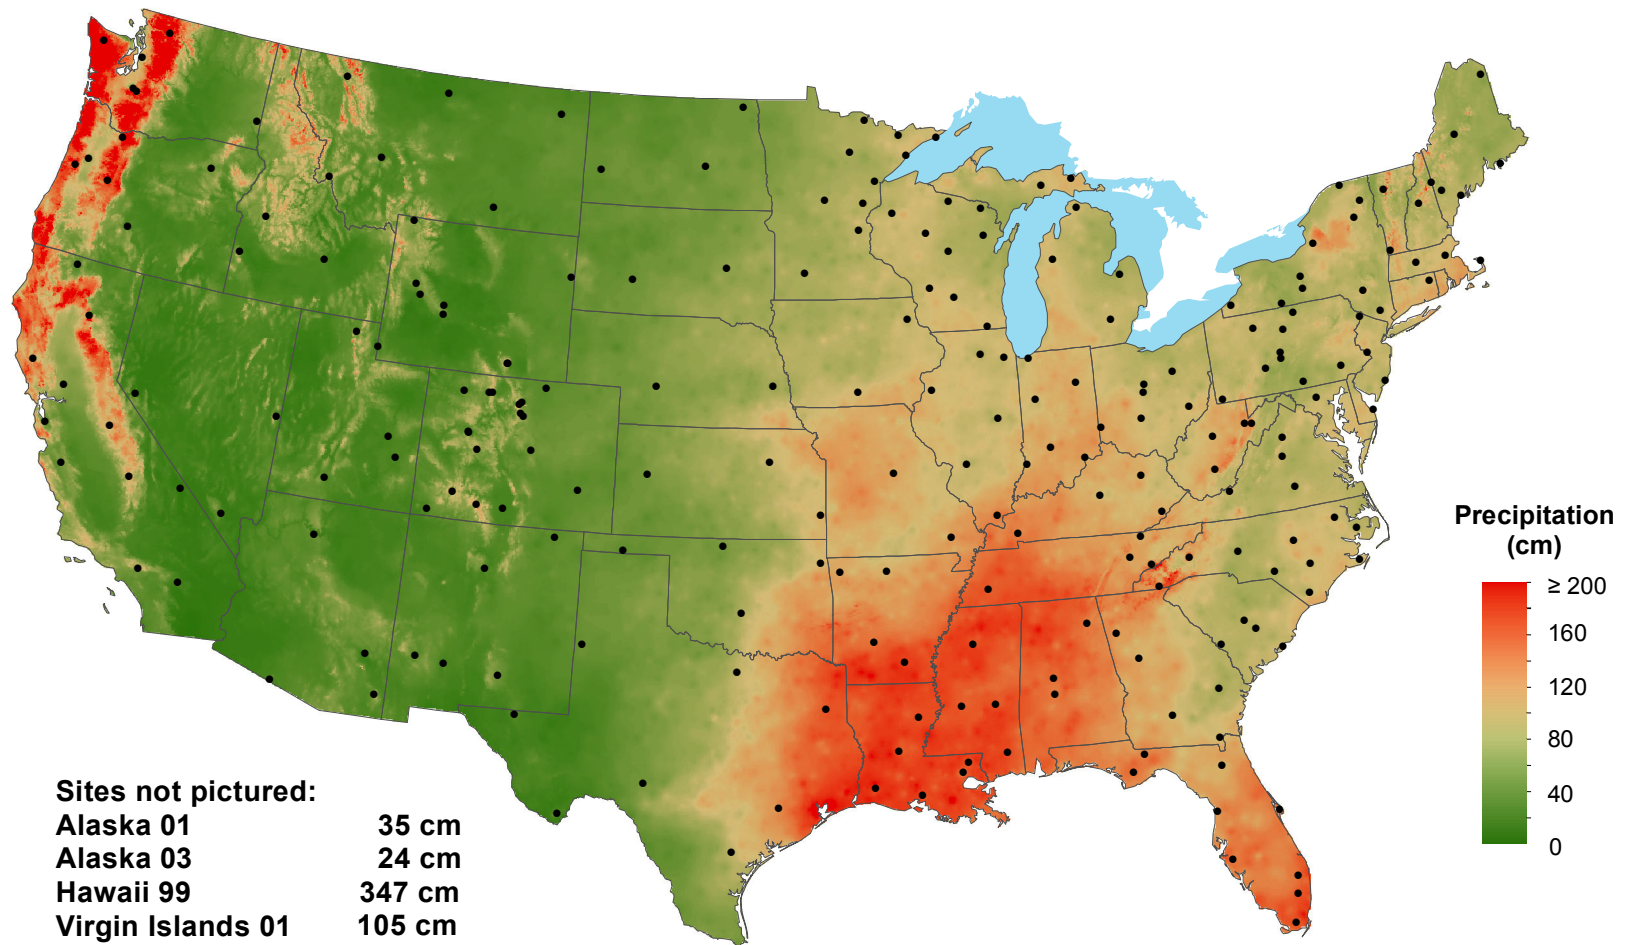 Precipitation
(cm)
≥ 200
160
120
80
40
0
Sites not pictured:
Alaska 01 35 cm
Alaska 03 24 cm
Hawaii 99 347 cm
Virgin Islands 01 105 cm